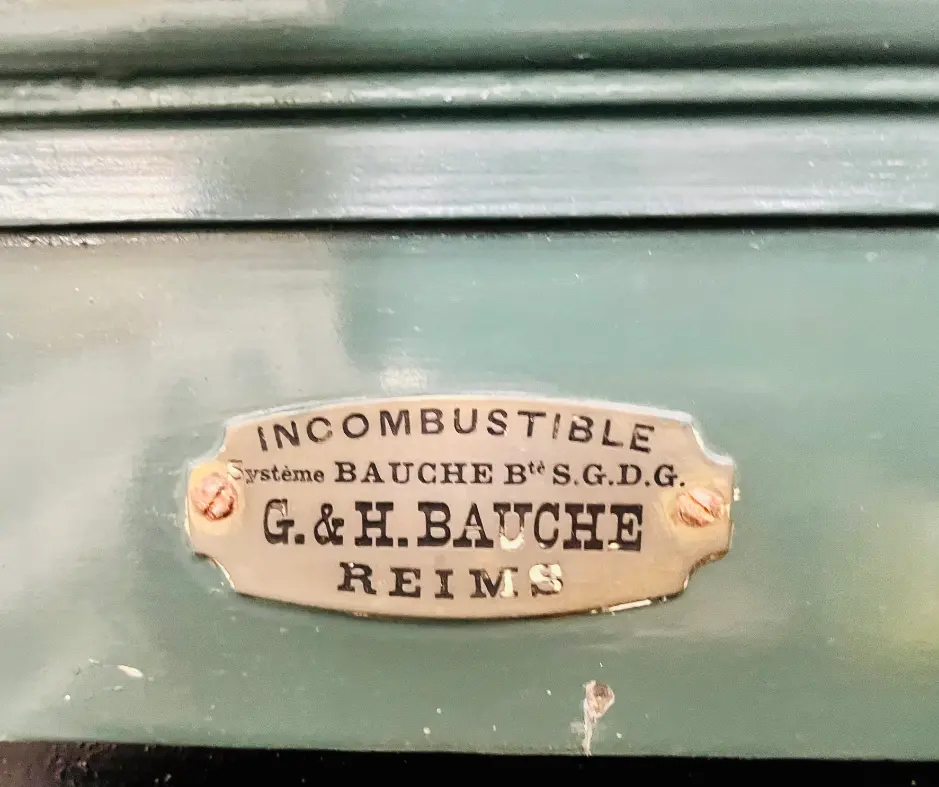 INCOMBUSTIBLE
Système BAUCHE Bté S.G.D.G.
G. & H. BAUCHE
REIMS